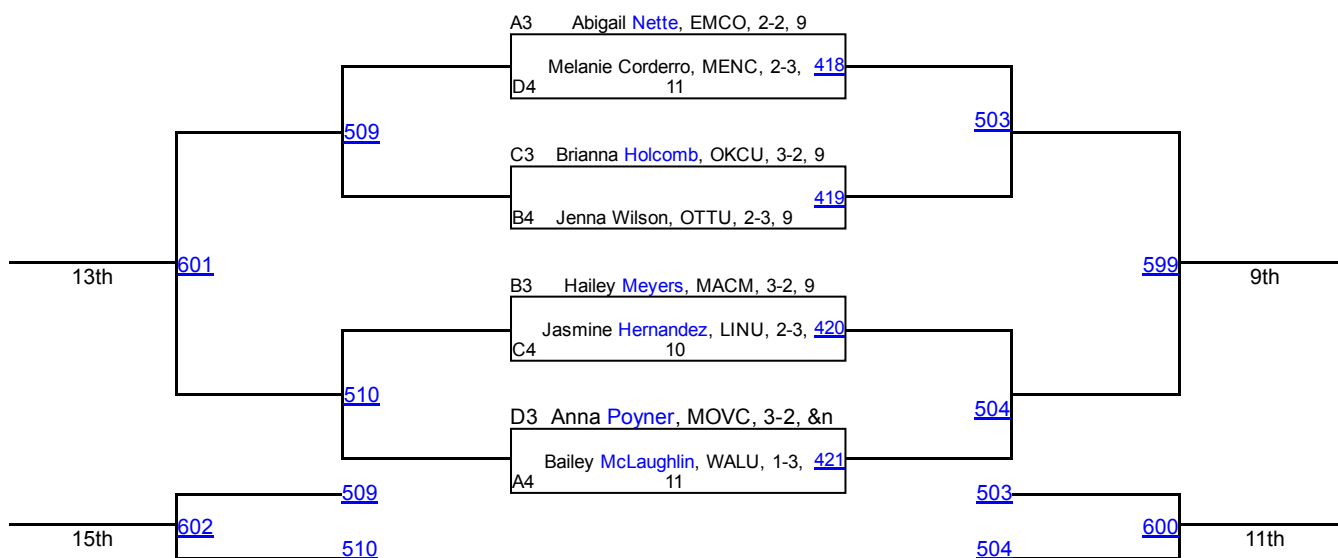 A3 Abigail Nette, EMCO, 2-2, 9
Melanie Corderro, MENC, 2-3, 418
D4 11
509 503
C3 Brianna Holcomb, OKCU, 3-2, 9
419
B4 Jenna Wilson, OTTU, 2-3, 9
601 599
13th 9th
B3 Hailey Meyers, MACM, 3-2, 9
Jasmine Hernandez, LINU, 2-3, 420
C4 10
510 504
D3 Anna Poyner, MOVC, 3-2, &n
Bailey McLaughlin, WALU, 1-3, 421
A4 11
509 503
602 600
15th 11th
510 504